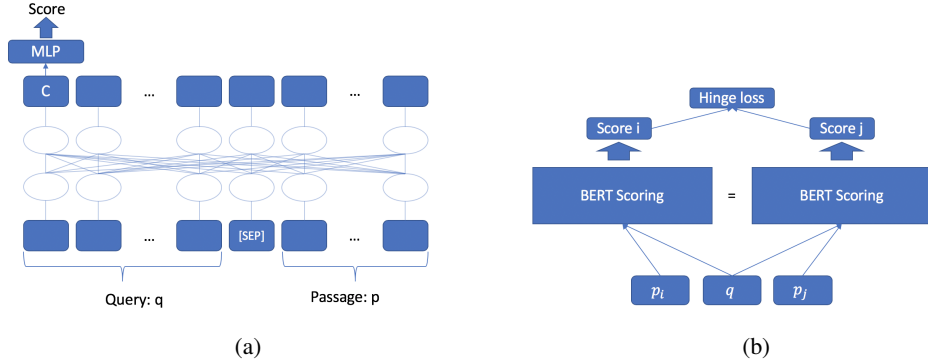 Score
MLP
C
...
...
[SEP]
...
...
Query: q
Passage: p
(a)
Hinge loss
Score i
Score j
BERT Scoring
=
BERT Scoring
p_i
q
p_j
(b)